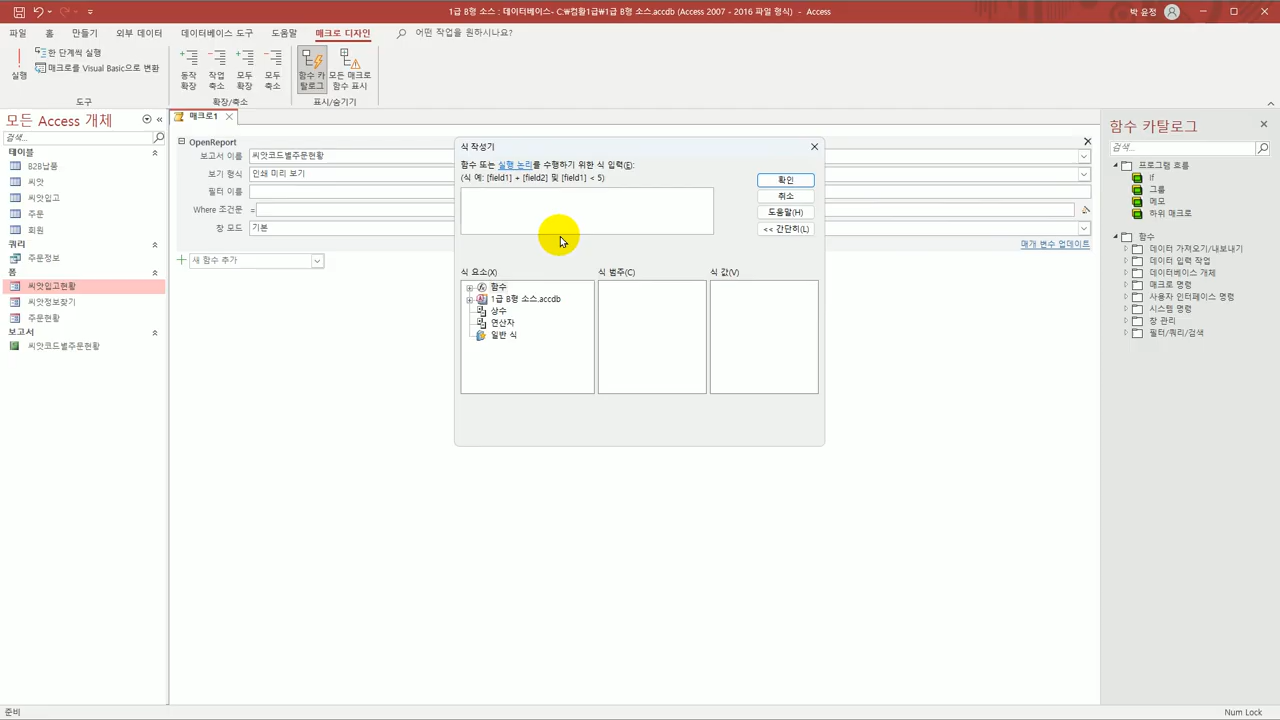 1급 B형 소스 : 데이터베이스- C:₩컴활1급₩1급 B형 소스.accdb (Access 2007 - 2016 파일 형식) - Access
박 윤정
파일
홈
만들기
외부 데이터
데이터베이스 도구
도움말
매크로 디자인
어떤 작업을 원하시나요?
실행
한 단계씩 실행
매크로를 Visual Basic으로 변환
동작 확장
작업 축소
모두 확장
모두 축소
함수 카탈로그
모든 매크로 함수 표시
도구
확장/축소
표시/숨기기
모든 Access 개체
검색...
테이블
B2B납품
씨앗
씨앗입고
주문
회원
쿼리
주문정보
폼
씨앗입고현황
씨앗정보찾기
주문현황
보고서
씨앗코드별주문현황
매크로1
OpenReport
보고서 이름
씨앗코드별주문현황
보기 형식
인쇄 미리 보기
필터 이름
Where 조건문
=
창 모드
기본
매개 변수 업데이트
새 함수 추가
식 작성기
함수 또는 실행 논리를 수행하기 위한 식 입력(E):
(식 예: [field1] + [field2] 및 [field1] < 5)
확인
취소
도움말(H)
<< 간단히(L)
식 요소(X)
식 범주(C)
식 값(V)
함수
1급 B형 소스.accdb
상수
연산자
일반 식
함수 카탈로그
검색...
프로그램 흐름
If
그룹
메모
하위 매크로
함수
데이터 가져오기/내보내기
데이터 입력 작업
데이터베이스 개체
매크로 명령
사용자 인터페이스 명령
시스템 명령
창 관리
필터/쿼리/검색
준비
Num Lock